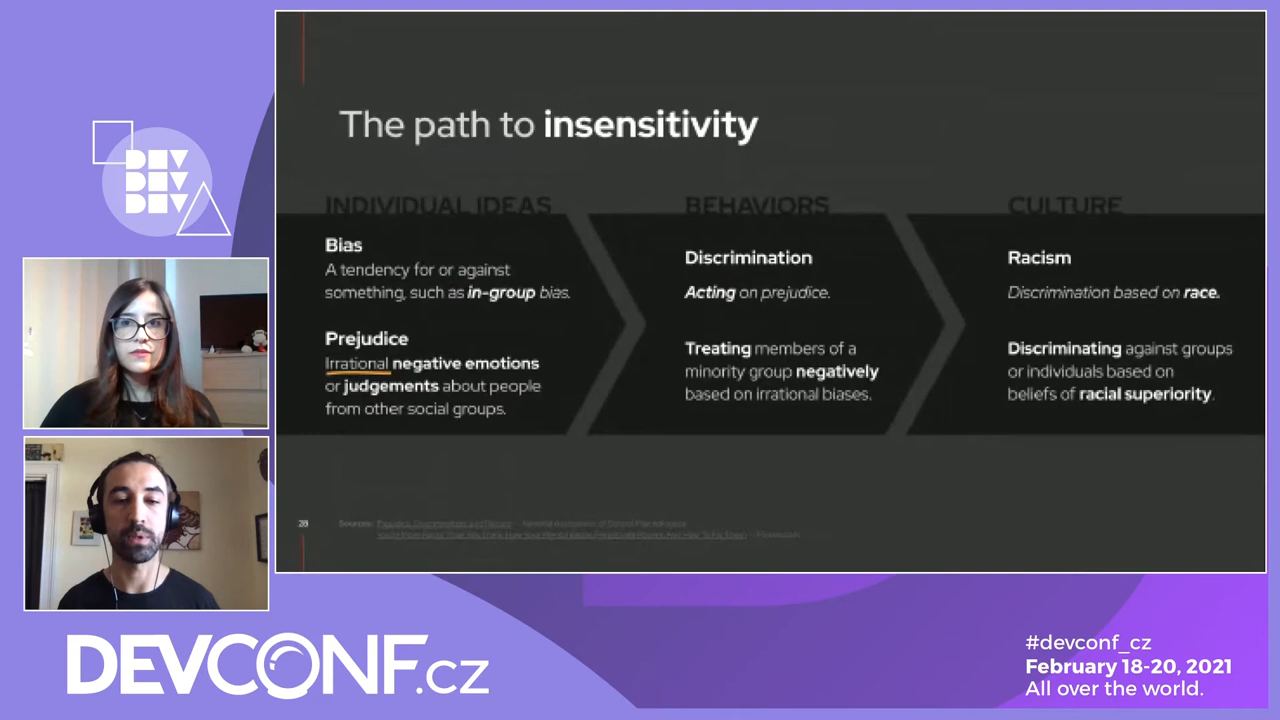 DEV
DEV
DEV
The path to insensitivity
INDIVIDUAL IDEAS
Bias
A tendency for or against
something, such as in-group bias.
Prejudice
Irrational negative emotions
or judgements about people
from other social groups.
BEHAVIORS
Discrimination
Acting on prejudice.
Treating members of a
minority group negatively
based on irrational biases.
CULTURE
Racism
Discrimination based on race.
Discriminating against groups
or individuals based on
beliefs of racial superiority.
28
Sources:
DEVCONF.cz
#devconf_cz
February 18-20, 2021
All over the world.